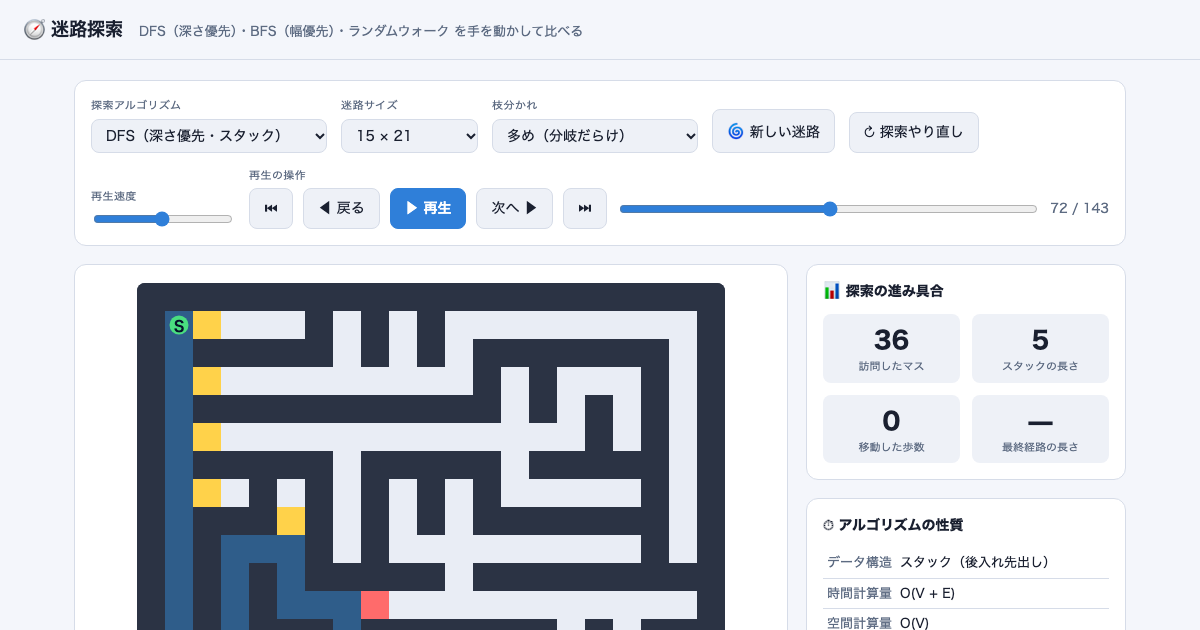 迷路探索 DFS（深さ優先）・BFS（幅優先）・ランダムウォーク を手を動かして比べる
探索アルゴリズム
DFS（深さ優先・スタック）
迷路サイズ
15 × 21
枝分かれ
多め（分岐だらけ）
🌀 新しい迷路
↻ 探索やり直し
再生速度
再生の操作
⏮
◀ 戻る
▶ 再生
次へ ▶
⏭
72 / 143
S
📊 探索の進み具合
36
訪問したマス
5
スタックの長さ
0
移動した歩数
—
最終経路の長さ
⏱ アルゴリズムの性質
データ構造 スタック（後入れ先出し）
時間計算量 O(V + E)
空間計算量 O(V)